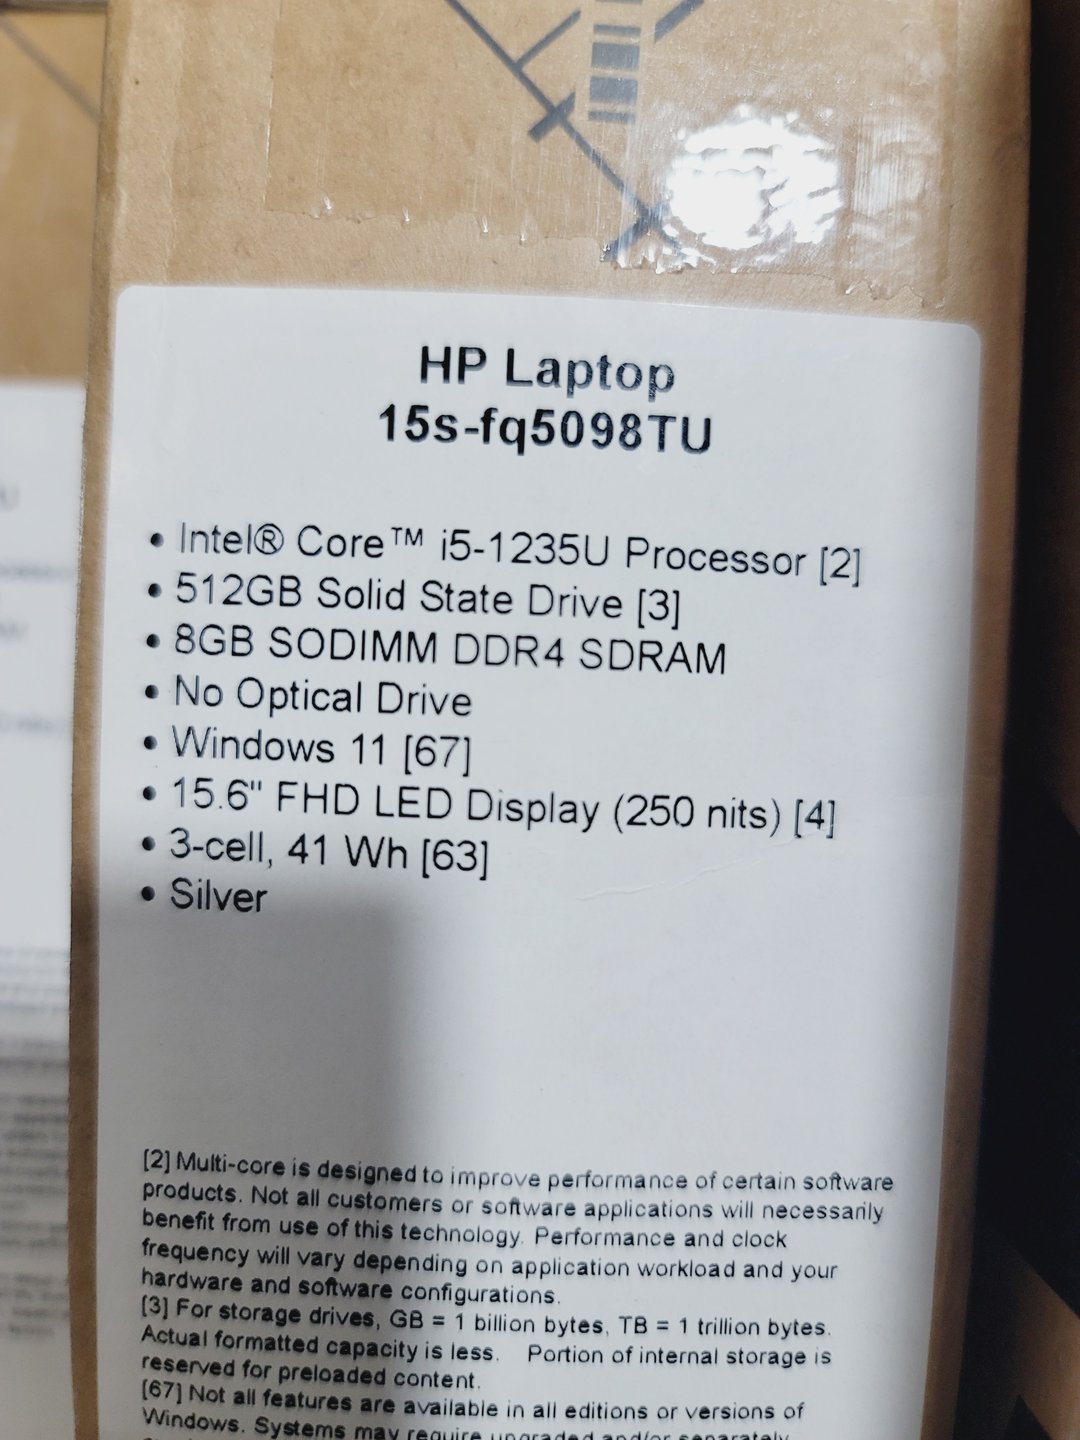 HP Laptop
15s-fq5098TU
• Intel® Core™ i5-1235U Processor [2]
• 512GB Solid State Drive [3]
• 8GB SODIMM DDR4 SDRAM
• No Optical Drive
• Windows 11 [67]
• 15.6" FHD LED Display (250 nits) [4]
• 3-cell, 41 Wh [63]
• Silver
[2] Multi-core is designed to improve performance of certain software
products. Not all customers or software applications will necessarily
benefit from use of this technology. Performance and clock
frequency will vary depending on application workload and your
hardware and software configurations.
[3] For storage drives, GB = 1 billion bytes, TB = 1 trillion bytes.
Actual formatted capacity is less. Portion of internal storage is
reserved for preloaded content.
[67] Not all features are available in all editions or versions of
Windows. Systems may require upgraded and/or separately